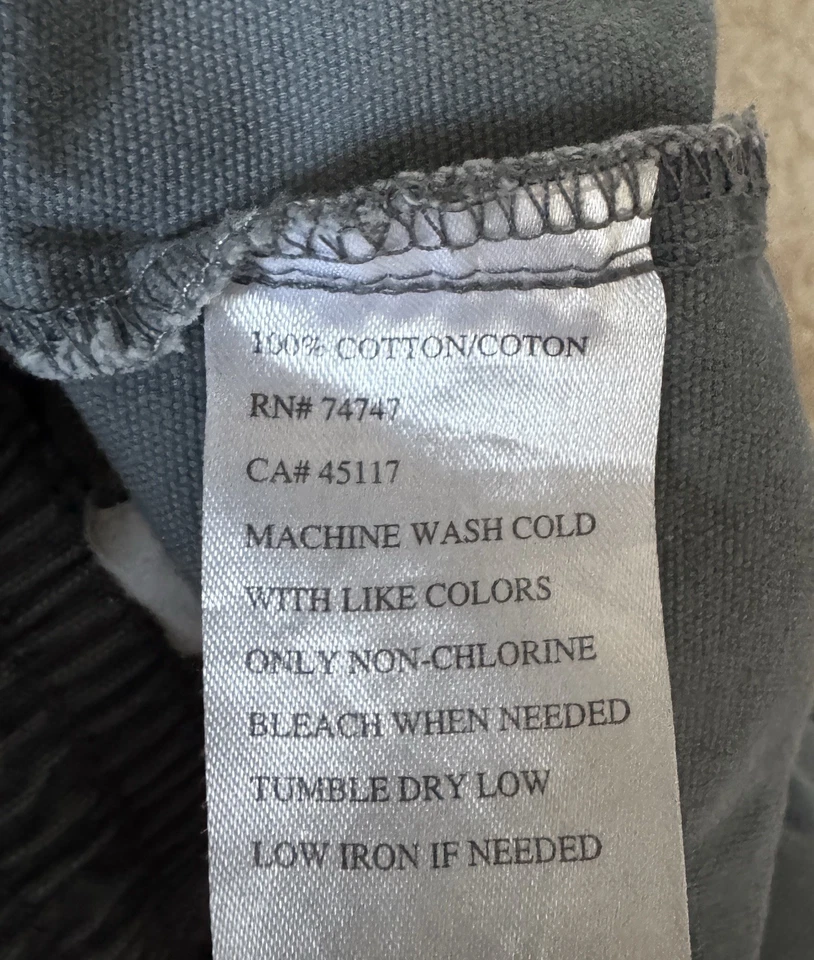 100% COTTON/COTON
RN# 74747
CA# 45117
MACHINE WASH COLD
WITH LIKE COLORS
ONLY NON-CHLORINE
BLEACH WHEN NEEDED
TUMBLE DRY LOW
LOW IRON IF NEEDED